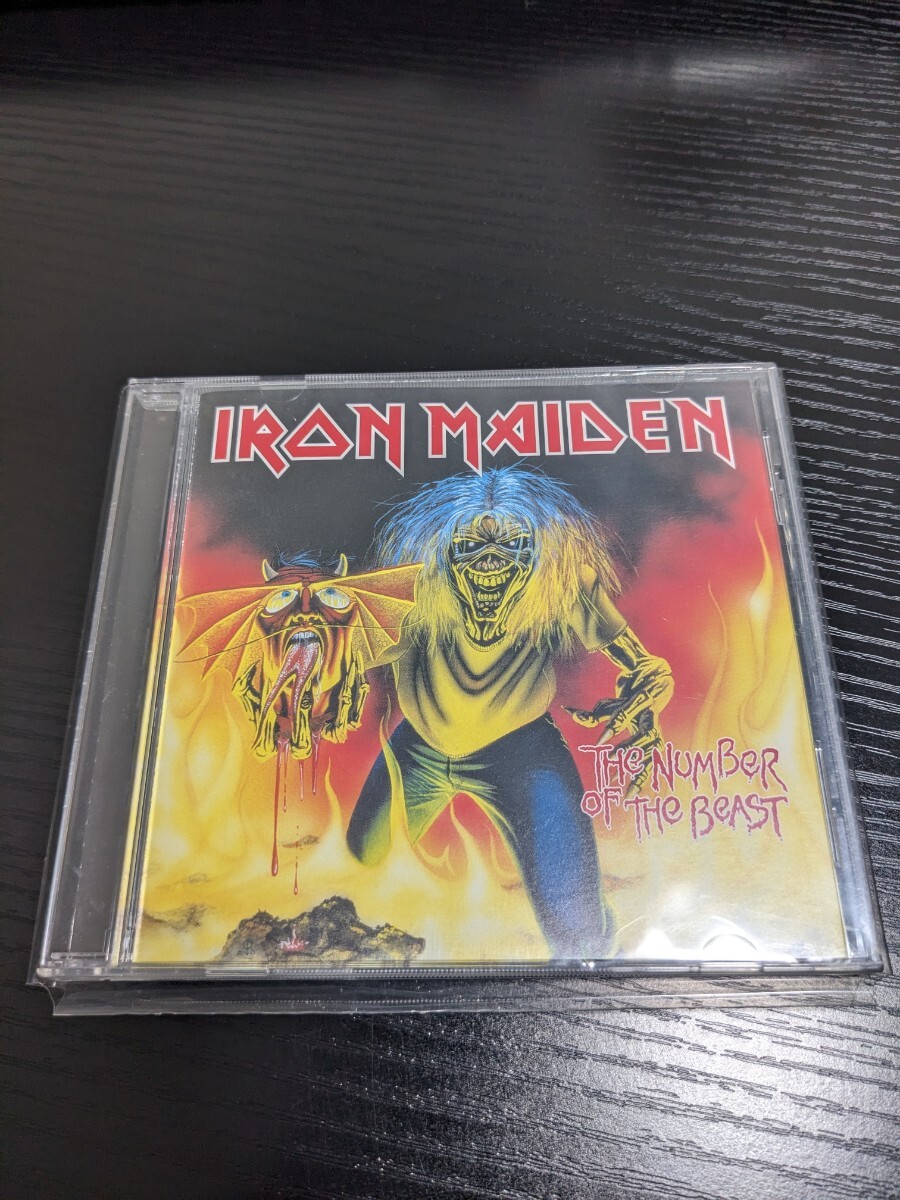 IRON MAIDEN
THE NUMBER
OF THE BEAST